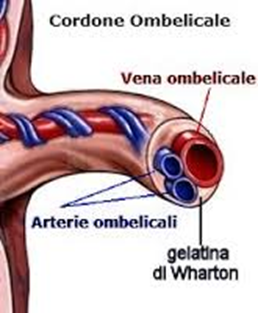 Cordone Ombelicale
Vena ombelicale
Arterie ombelicali
gelatina
di Wharton